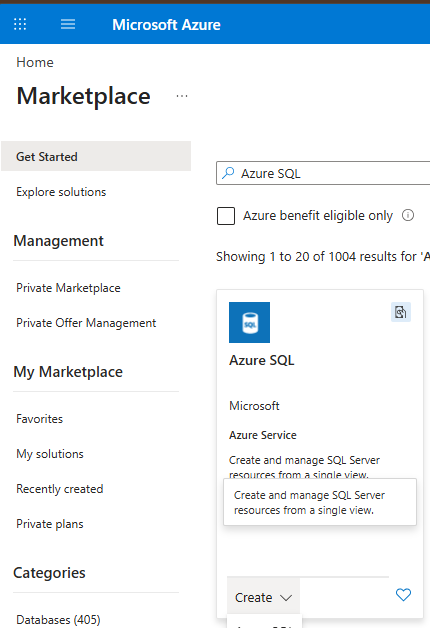 Microsoft Azure
Home
Marketplace
...
Get Started
Explore solutions
Management
Private Marketplace
Private Offer Management
My Marketplace
Favorites
My solutions
Recently created
Private plans
Categories
Databases (405)
Azure SQL
Azure benefit eligible only
Showing 1 to 20 of 1004 results for 'A
SQL
Azure SQL
Microsoft
Azure Service
Create and manage SQL Server
resources from a single view.
Create and manage SQL Server
resources from a single view.
Create